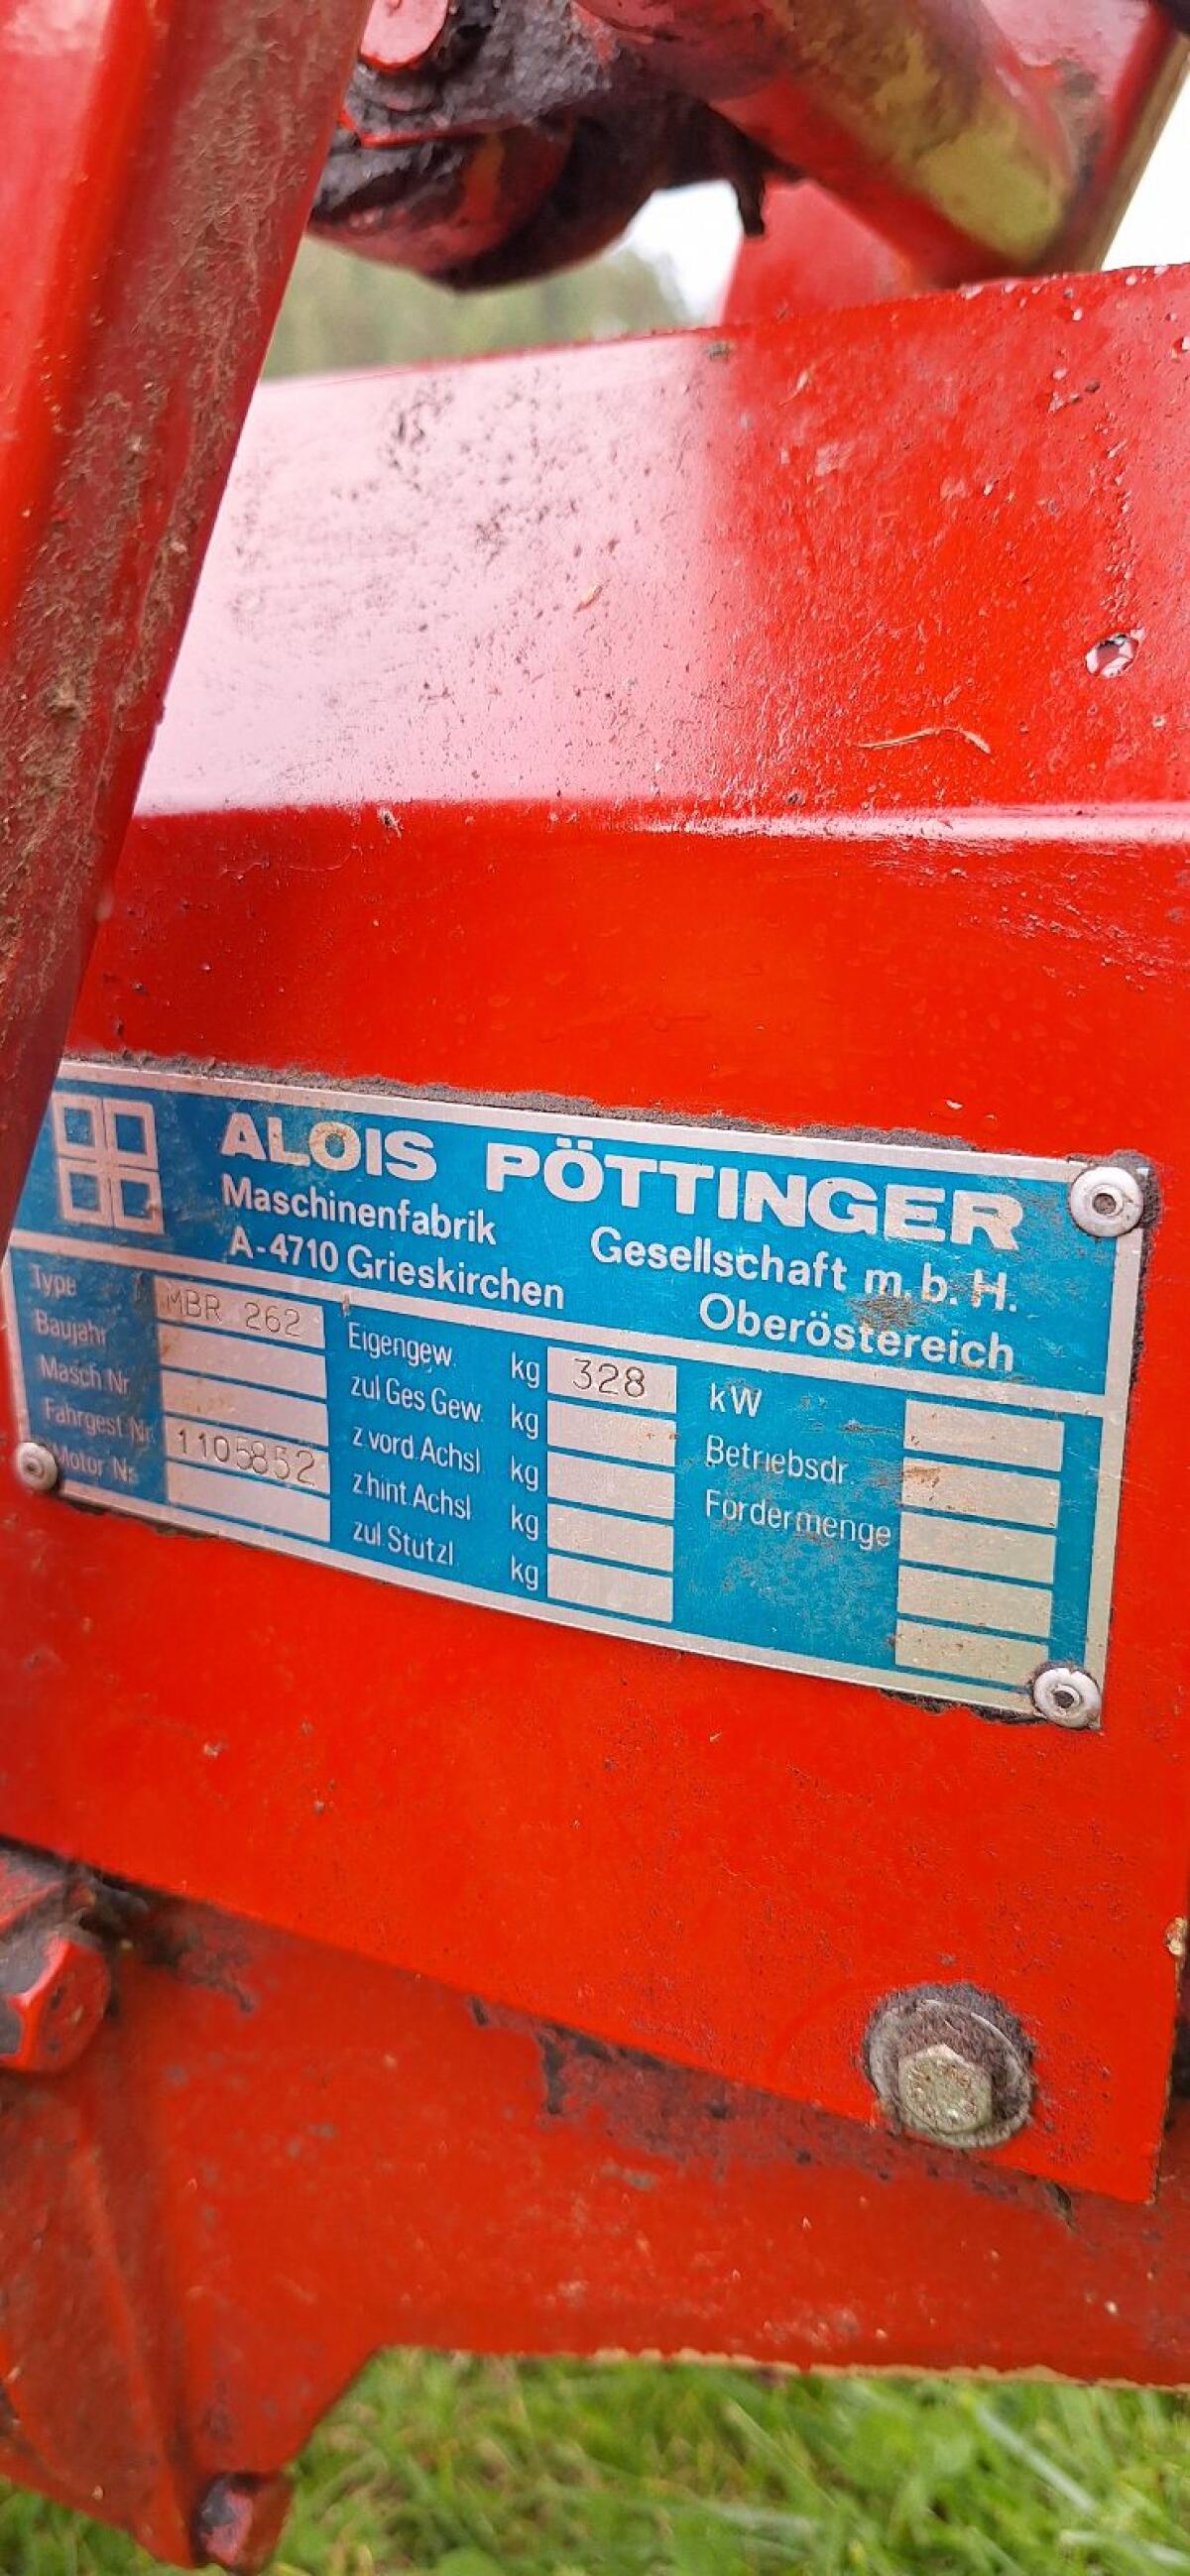 ALOIS PÖTTINGER
Maschinenfabrik Gesellschaft m.b.H.
A-4710 Grieskirchen Oberöstereich
Type MBR 262
Baujahr
Masch Nr
Fahrgest Nr 1105852
Motor Nr
Eigengew. kg 328
zul Ges Gew. kg
z vord. Achsl kg
z.hint. Achsl kg
zul Stutzl. kg
kW
Betriebsdr
Fordermenge